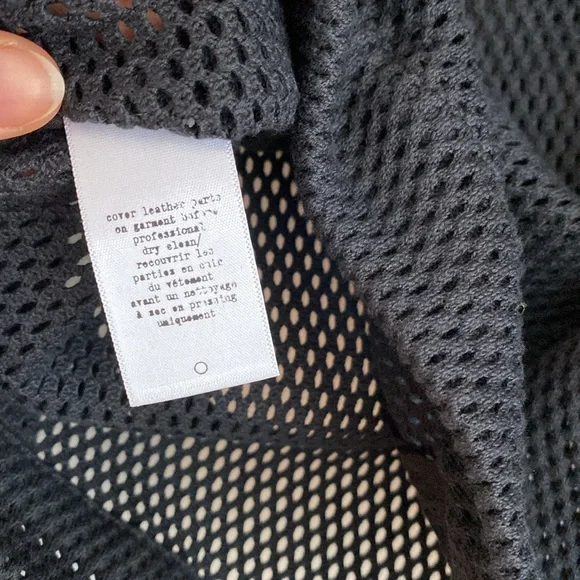 cover leather parts
on garment before
professional
dry clean/
recouvrir les
parties en cuir
du vêtement
avant un nettoyage
à sec en pressing
uniquement